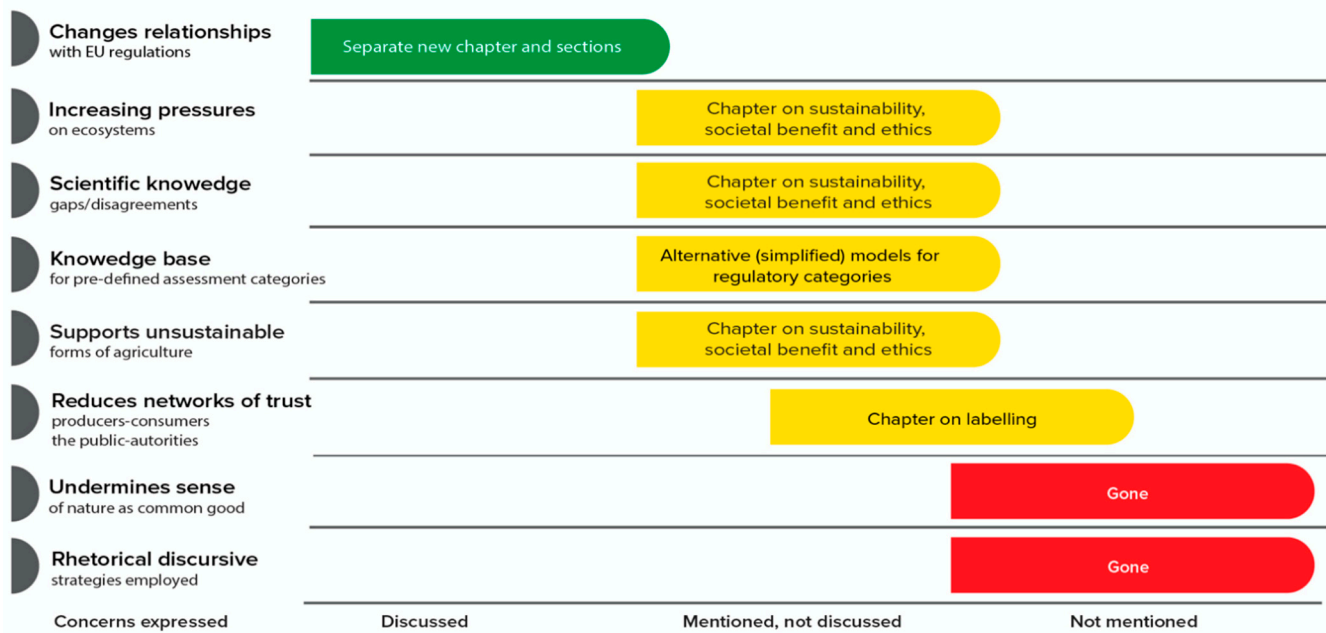 Changes relationships
with EU regulations
Separate new chapter and sections
Increasing pressures
on ecosystems
Chapter on sustainability,
societal benefit and ethics
Scientific knowedge
gaps/disagreements
Chapter on sustainability,
societal benefit and ethics
Knowedge base
for pre-defined assessment categories
Alternative (simplified) models for
regulatory categories
Supports unsustainable
forms of agriculture
Chapter on sustainability,
societal benefit and ethics
Reduces networks of trust
producers-consumers
the public-autorities
Chapter on labelling
Undermines sense
of nature as common good
Gone
Rhetorical discursive
strategies employed
Gone
Concerns expressed
Discussed
Mentioned, not discussed
Not mentioned